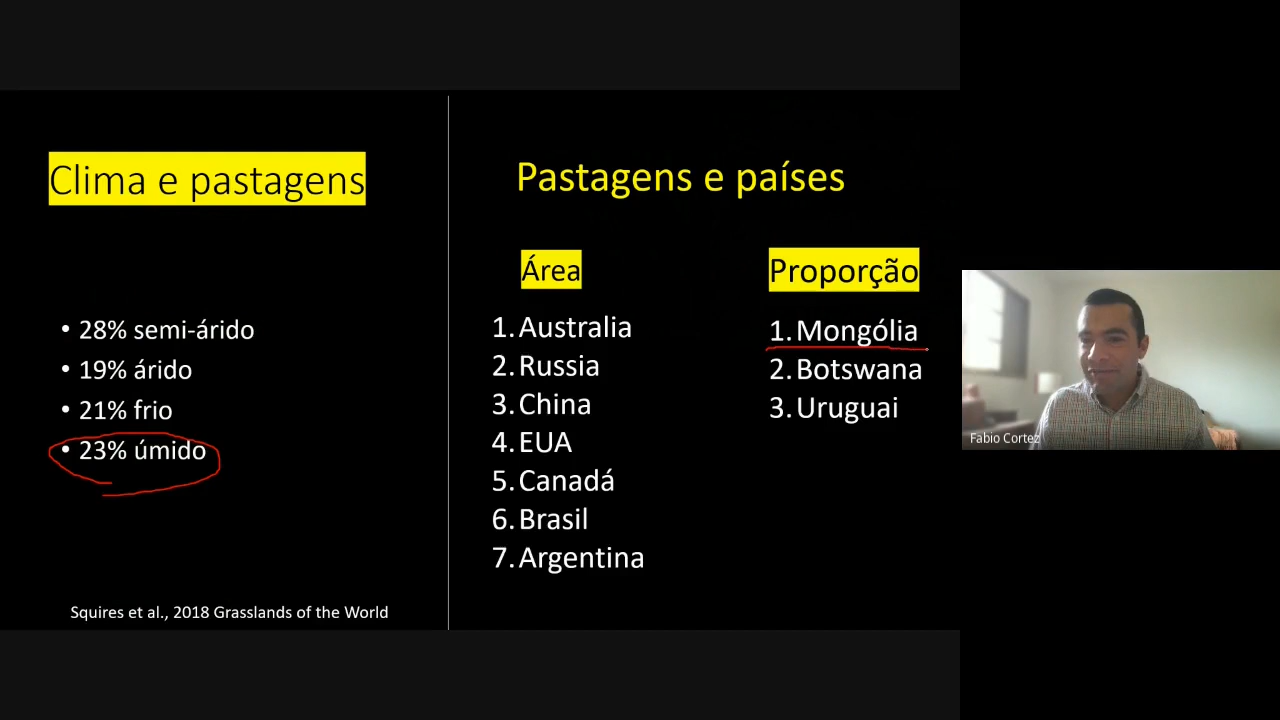 Clima e pastagens
• 28% semi-árido
• 19% árido
• 21% frio
• 23% úmido
Squires et al., 2018 Grasslands of the World
Pastagens e países
Área
1. Australia
2. Russia
3. China
4. EUA
5. Canadá
6. Brasil
7. Argentina
Proporção
1. Mongólia
2. Botswana
3. Uruguai
Fabio Cortez